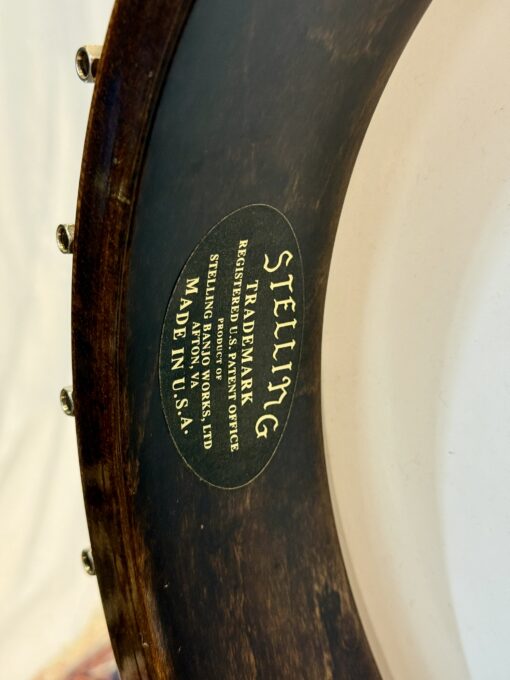 STELLING
TRADEMARK
REGISTERED U.S. PATENT OFFICE
PRODUCT OF
STELLING BANJO WORKS, LTD
AFTON, VA
MADE IN U.S.A.